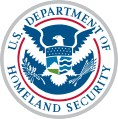 U.S. DEPARTMENT OF
HOMELAND SECURITY